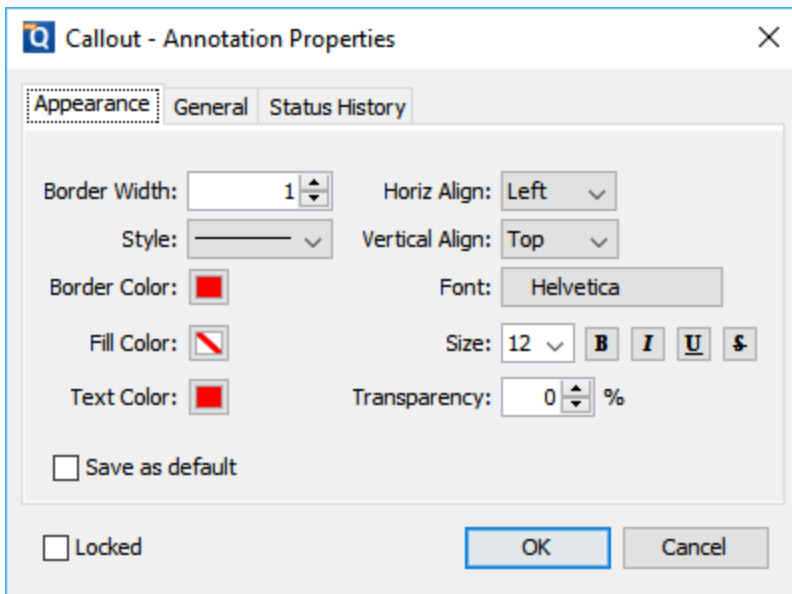 Callout - Annotation Properties
Appearance General Status History
Border Width: 1 Horiz Align: Left
Style: Vertical Align: Top
Border Color: Font: Helvetica
Fill Color: Size: 12 B I U S
Text Color: Transparency: 0 %
Save as default
Locked OK Cancel